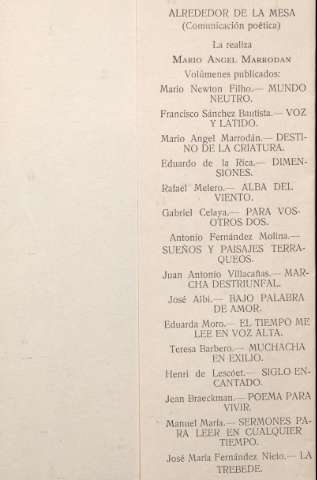 ALREDEDOR DE LA MESA
(Comunicación poética)
La realiza
MARIO ANGEL MARRODAN
Volúmenes publicados:
Mario Newton Filho.— MUNDO
NEUTRO.
Francisco Sánchez Bautista.— VOZ
Y LATIDO.
Mario Angel Marrodán.— DESTI-
NO DE LA CRIATURA.
Eduardo de la Rica.— DIMEN-
SIONES.
Rafael Melero.— ALBA DEL
VIENTO.
Gabriel Celaya.— PARA VOS-
OTROS DOS.
Antonio Fernández Molina.—
SUEÑOS Y PAISAJES TERRA-
QUEOS.
Juan Antonio Villacañas.— MAR-
CHA DESTRIUNFAL.
José Albi.— BAJO PALABRA
DE AMOR.
Eduarda Moro.— EL TIEMPO ME
LEE EN VOZ ALTA.
Teresa Barbero.— MUCHACHA
EN EXILIO.
Henri de Lescóet.— SIGLO EN-
CANTADO.
Jean Braeckman.— POEMA PARA
VIVIR.
Manuel María.— SERMONES PA-
RA LEER EN CUALQUIER
TIEMPO.
José María Fernández Nieto.— LA
TREBEDE.